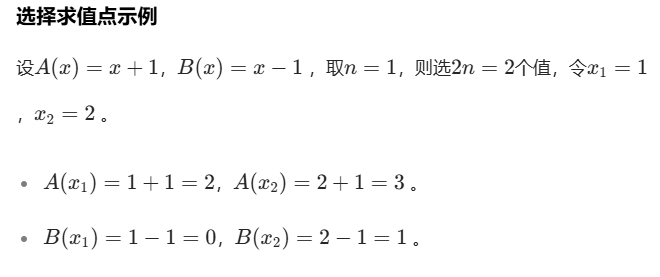 选择求值点示例
设A(x) = x + 1, B(x) = x − 1 , 取n = 1, 则选2n = 2个值, 令x₁ = 1
, x₂ = 2 。
• A(x₁) = 1 + 1 = 2, A(x₂) = 2 + 1 = 3 。
• B(x₁) = 1 − 1 = 0, B(x₂) = 2 − 1 = 1 。